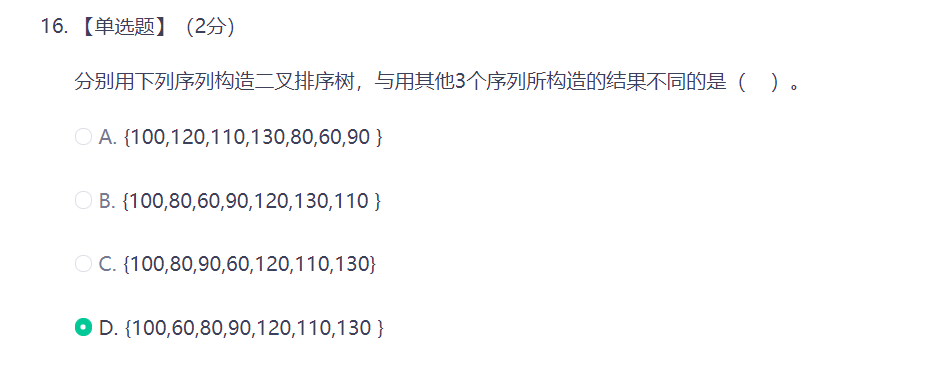 16. 【单选题】（2分）
分别用下列序列构造二叉排序树，与用其他3个序列所构造的结果不同的是（ ）。
A. {100,120,110,130,80,60,90 }
B. {100,80,60,90,120,130,110 }
C. {100,80,90,60,120,110,130}
D. {100,60,80,90,120,110,130 }